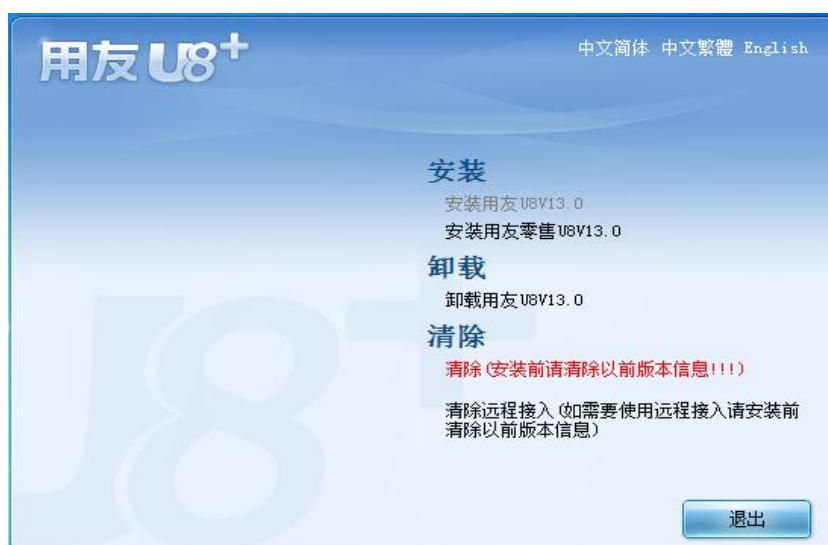 用友U8+
中文简体 中文繁體 English
安装
安装用友U8V13.0
安装用友零售U8V13.0
卸载
卸载用友U8V13.0
清除
清除(安装前请清除以前版本信息!!!)
清除远程接入(如需要使用远程接入请安装前
清除以前版本信息)
退出